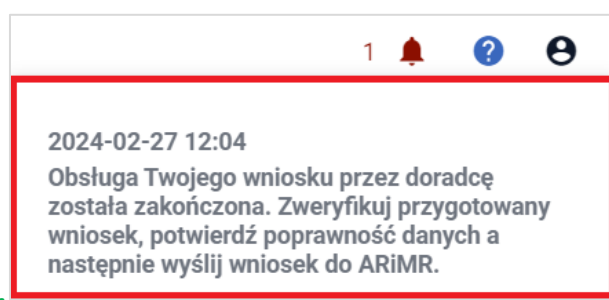 1
?
2024-02-27 12:04
Obsługa Twojego wniosku przez doradcę
została zakończona. Zweryfikuj przygotowany
wniosek, potwierdź poprawność danych a
następnie wyślij wniosek do ARiMR.